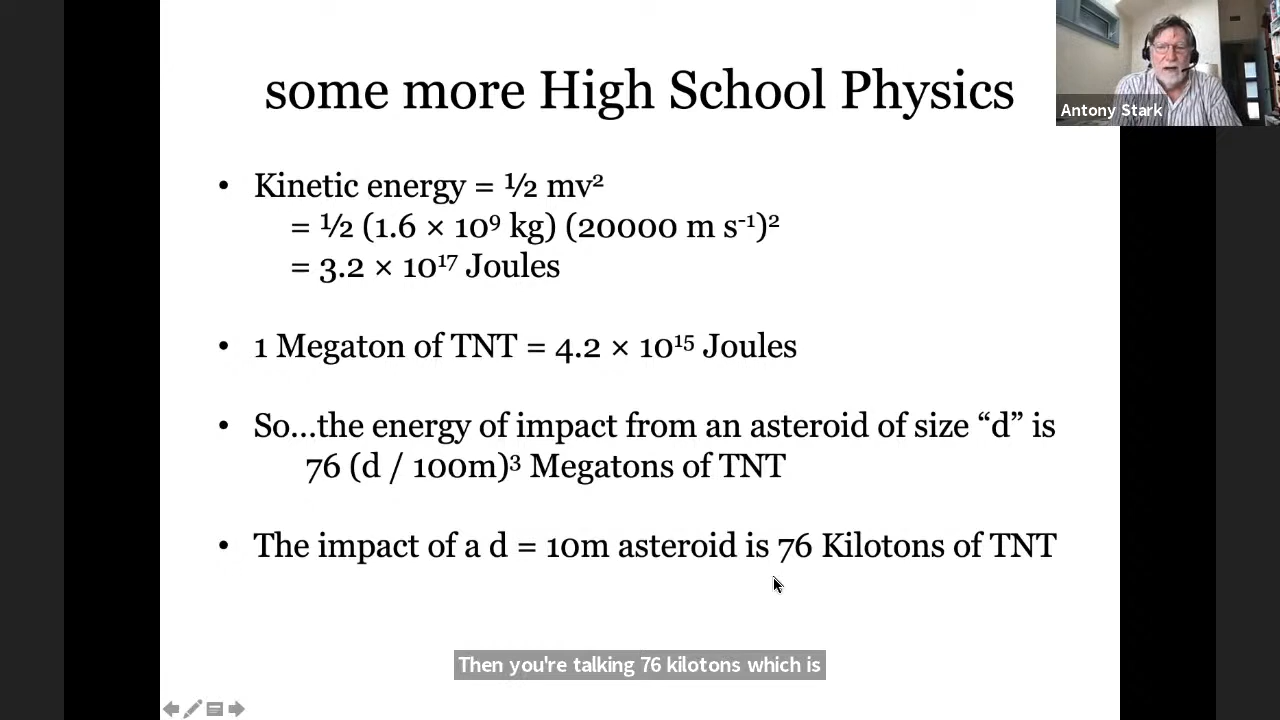 some more High School Physics
Antony Stark
• Kinetic energy = ½ mv²
= ½ (1.6 × 10⁹ kg) (20000 m s⁻¹)²
= 3.2 × 10¹⁷ Joules
• 1 Megaton of TNT = 4.2 × 10¹⁵ Joules
• So...the energy of impact from an asteroid of size “d” is
76 (d / 100m)³ Megatons of TNT
• The impact of a d = 10m asteroid is 76 Kilotons of TNT
Then you're talking 76 kilotons which is